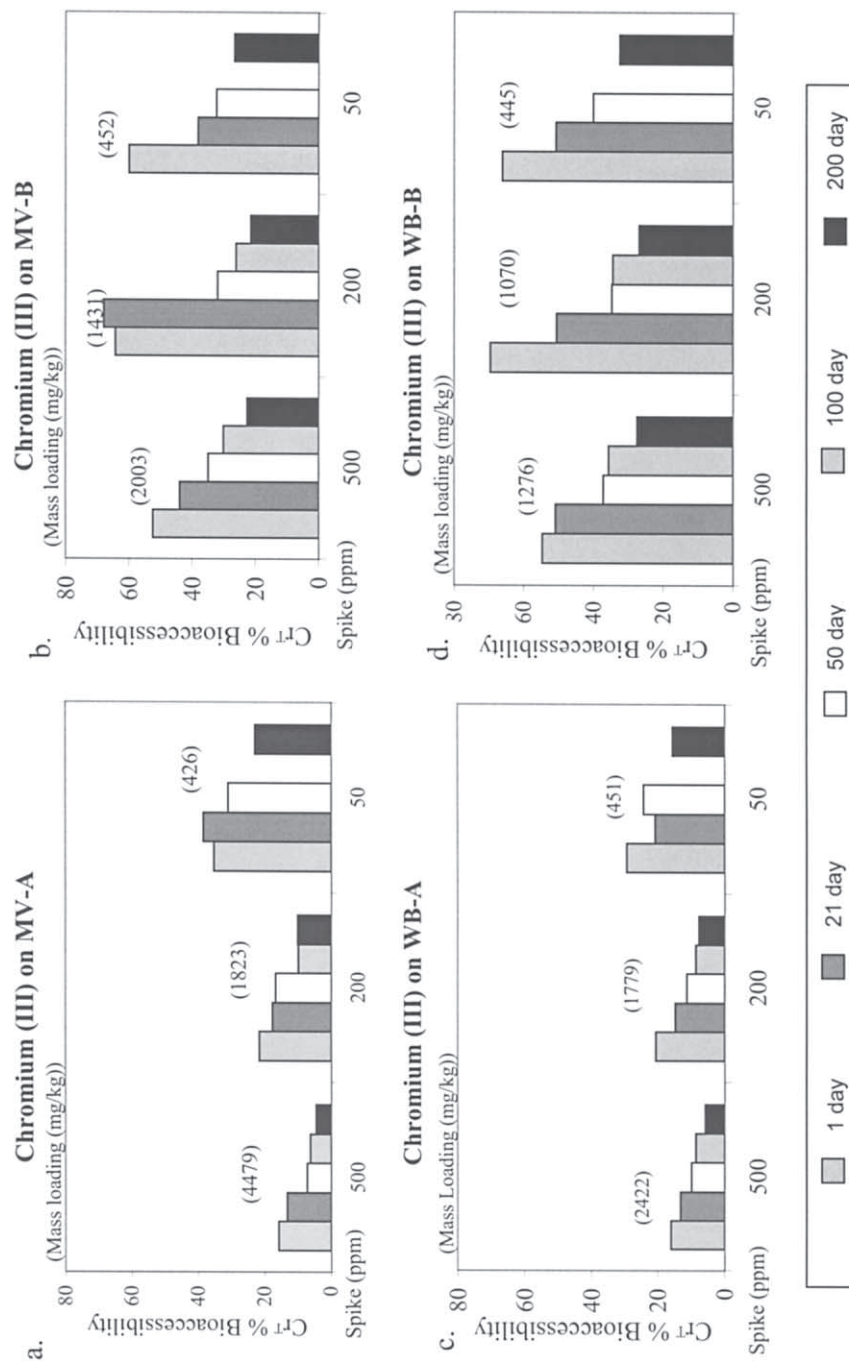 a.
Chromium (III) on MV-A
(Mass loading (mg/kg))
CrT % Bioaccessibility
80
60
40
20
0
(4479)
(1823)
(426)
500
200
50
Spike (ppm)
b.
Chromium (III) on MV-B
(Mass loading (mg/kg))
CrT % Bioaccessibility
80
60
40
20
0
(2003)
(1431)
(452)
500
200
50
Spike (ppm)
c.
Chromium (III) on WB-A
(Mass Loading (mg/kg))
CrT % Bioaccessibility
80
60
40
20
0
(2422)
(1779)
(451)
500
200
50
Spike (ppm)
d.
Chromium (III) on WB-B
(Mass loading (mg/kg))
CrT % Bioaccessibility
30
60
40
20
0
(1276)
(1070)
(445)
500
200
50
Spike (ppm)
1 day
21 day
50 day
100 day
200 day